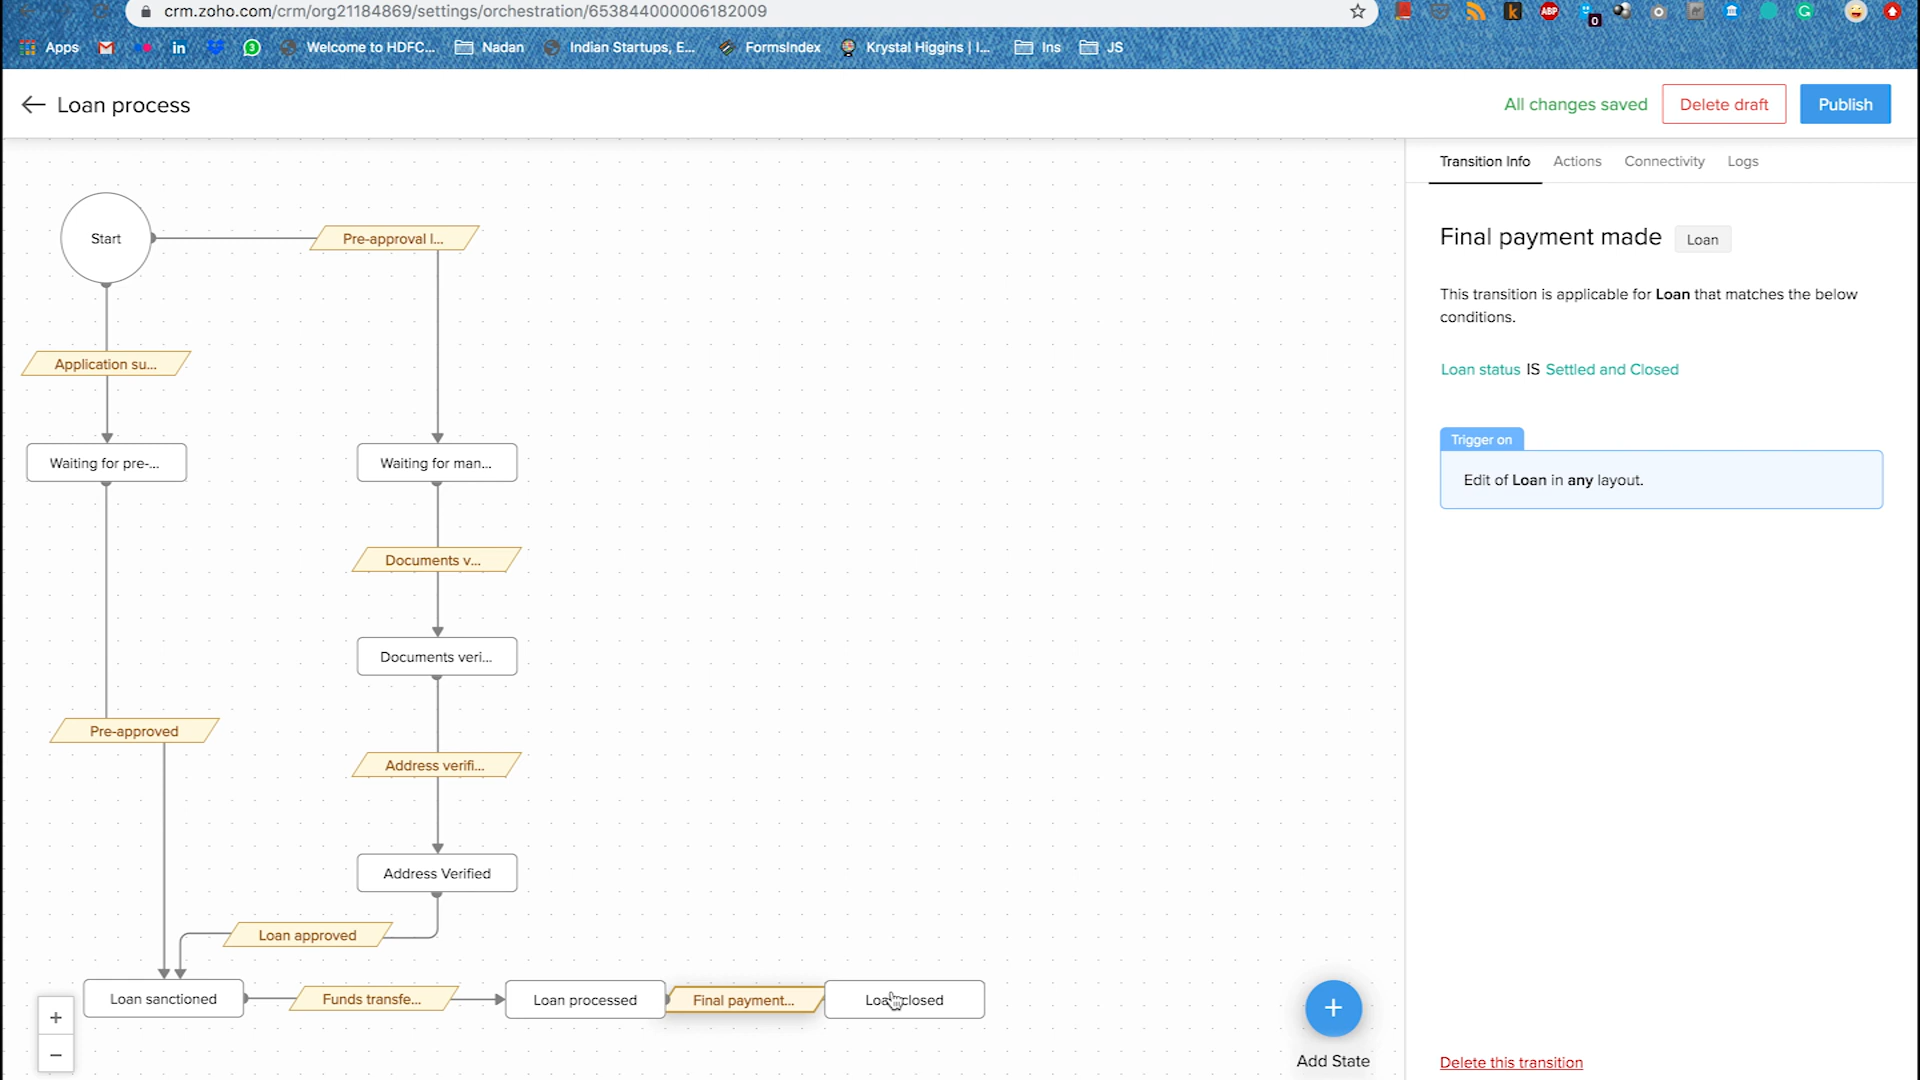 crm.zoho.com/crm/org21184869/settings/orchestration/653844000006182009
Apps
3
Welcome to HDFC...
Nadan
Indian Startups, E...
FormsIndex
Krystal Higgins | I...
Ins
JS
ABP
0
Loan process
All changes saved
Delete draft
Publish
Transition Info
Actions
Connectivity
Logs
Final payment made
Loan
This transition is applicable for Loan that matches the below
conditions.
Loan status IS Settled and Closed
Trigger on
Edit of Loan in any layout.
Delete this transition
Start
Pre-approval l...
Application su...
Waiting for pre-...
Waiting for man...
Documents v...
Documents veri...
Pre-approved
Address verifi...
Address Verified
Loan approved
Loan sanctioned
Funds transfe...
Loan processed
Final payment...
Loan closed
+
−
+
Add State